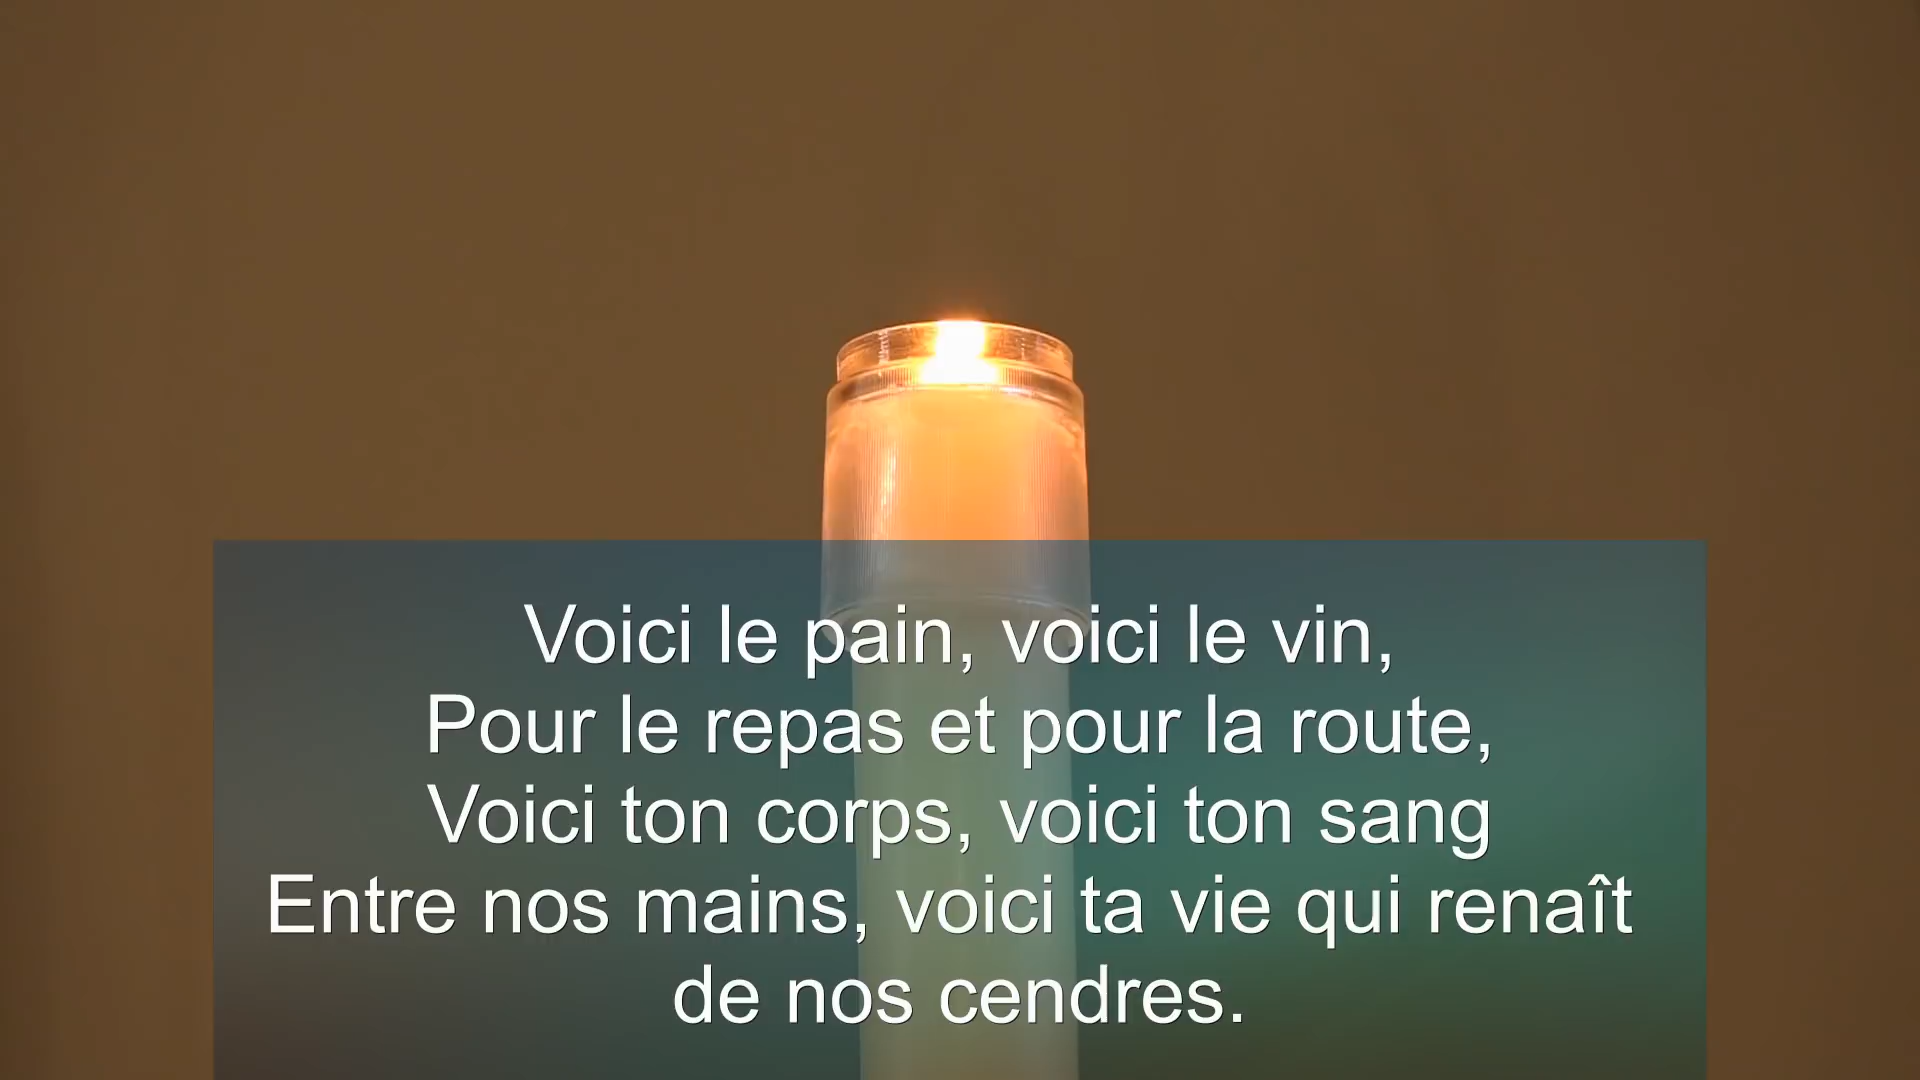 Voici le pain, voici le vin,
Pour le repas et pour la route,
Voici ton corps, voici ton sang
Entre nos mains, voici ta vie qui renaît
de nos cendres.